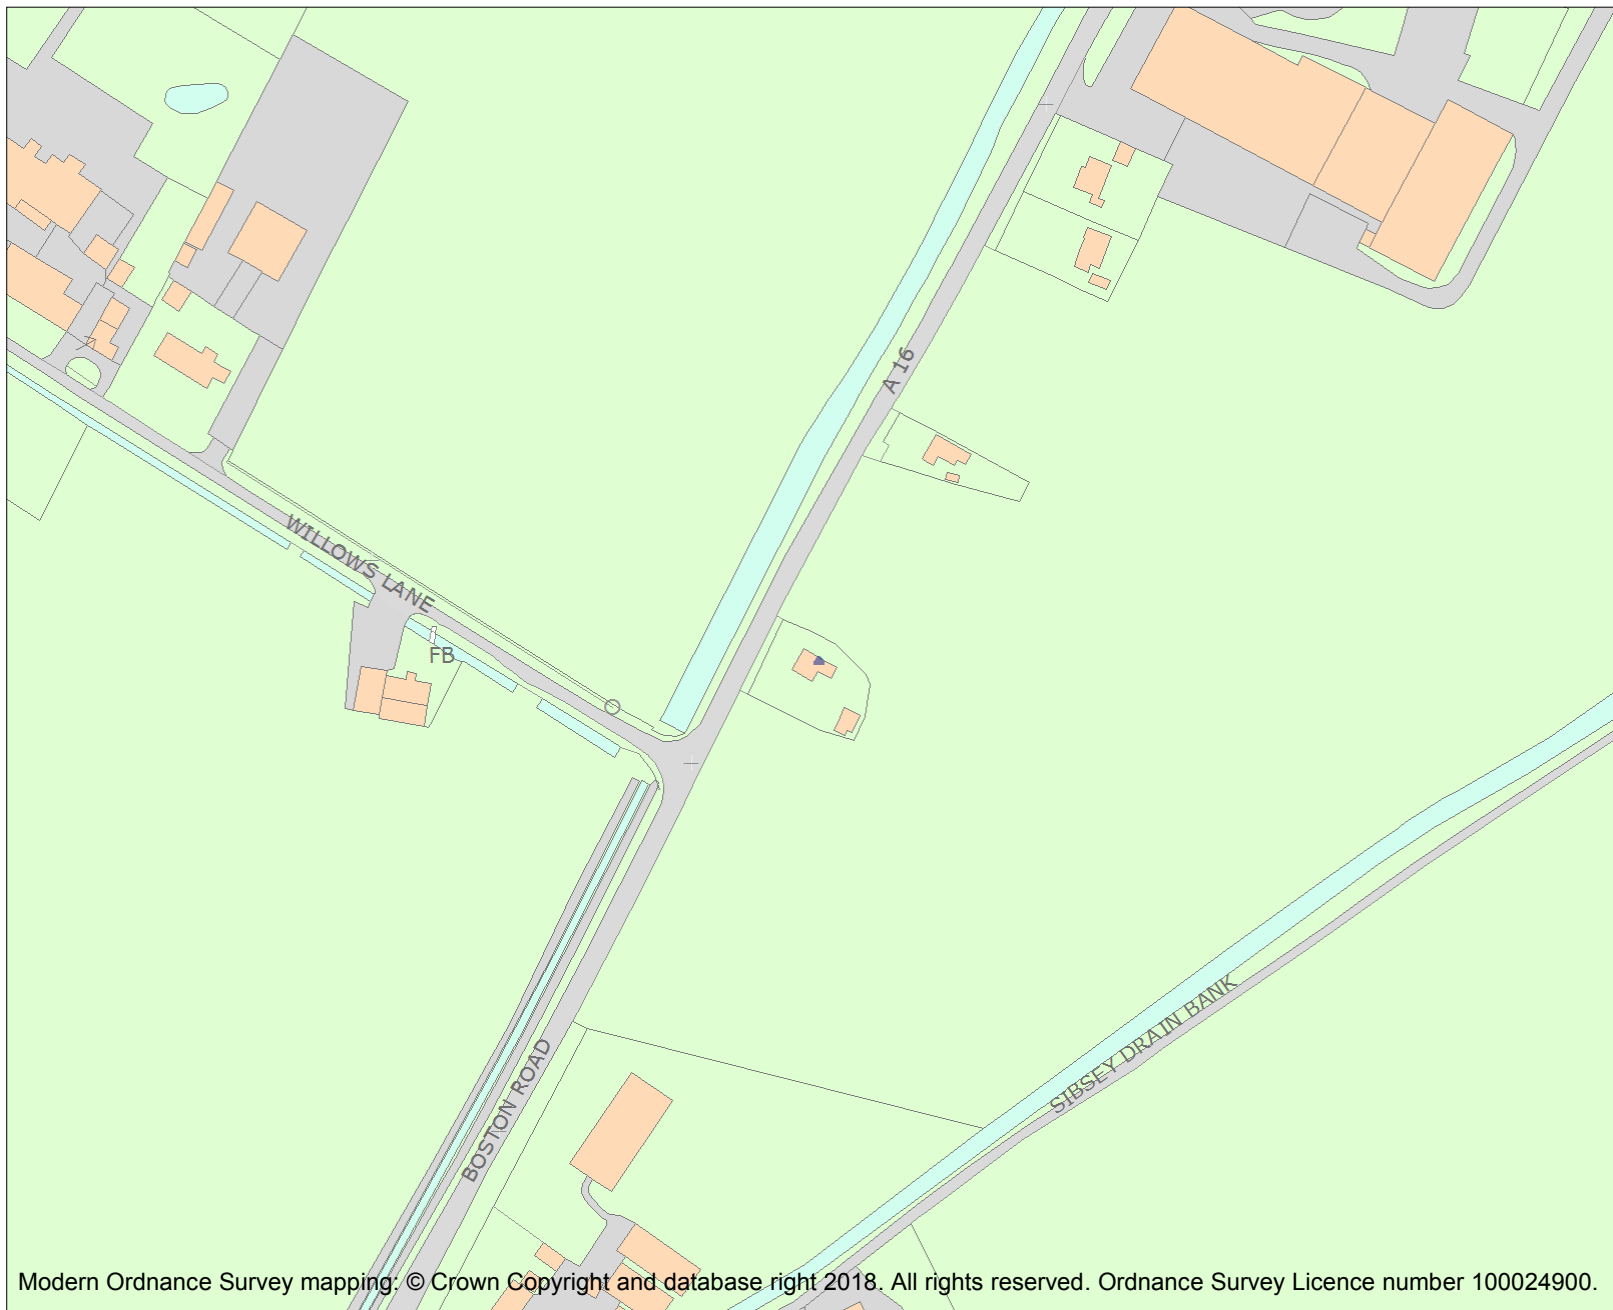 A 16
WILLOWS LANE
FB
SIBSEY DRAIN BANK
BOSTON ROAD
Modern Ordnance Survey mapping: © Crown Copyright and database right 2018. All rights reserved. Ordnance Survey Licence number 100024900.